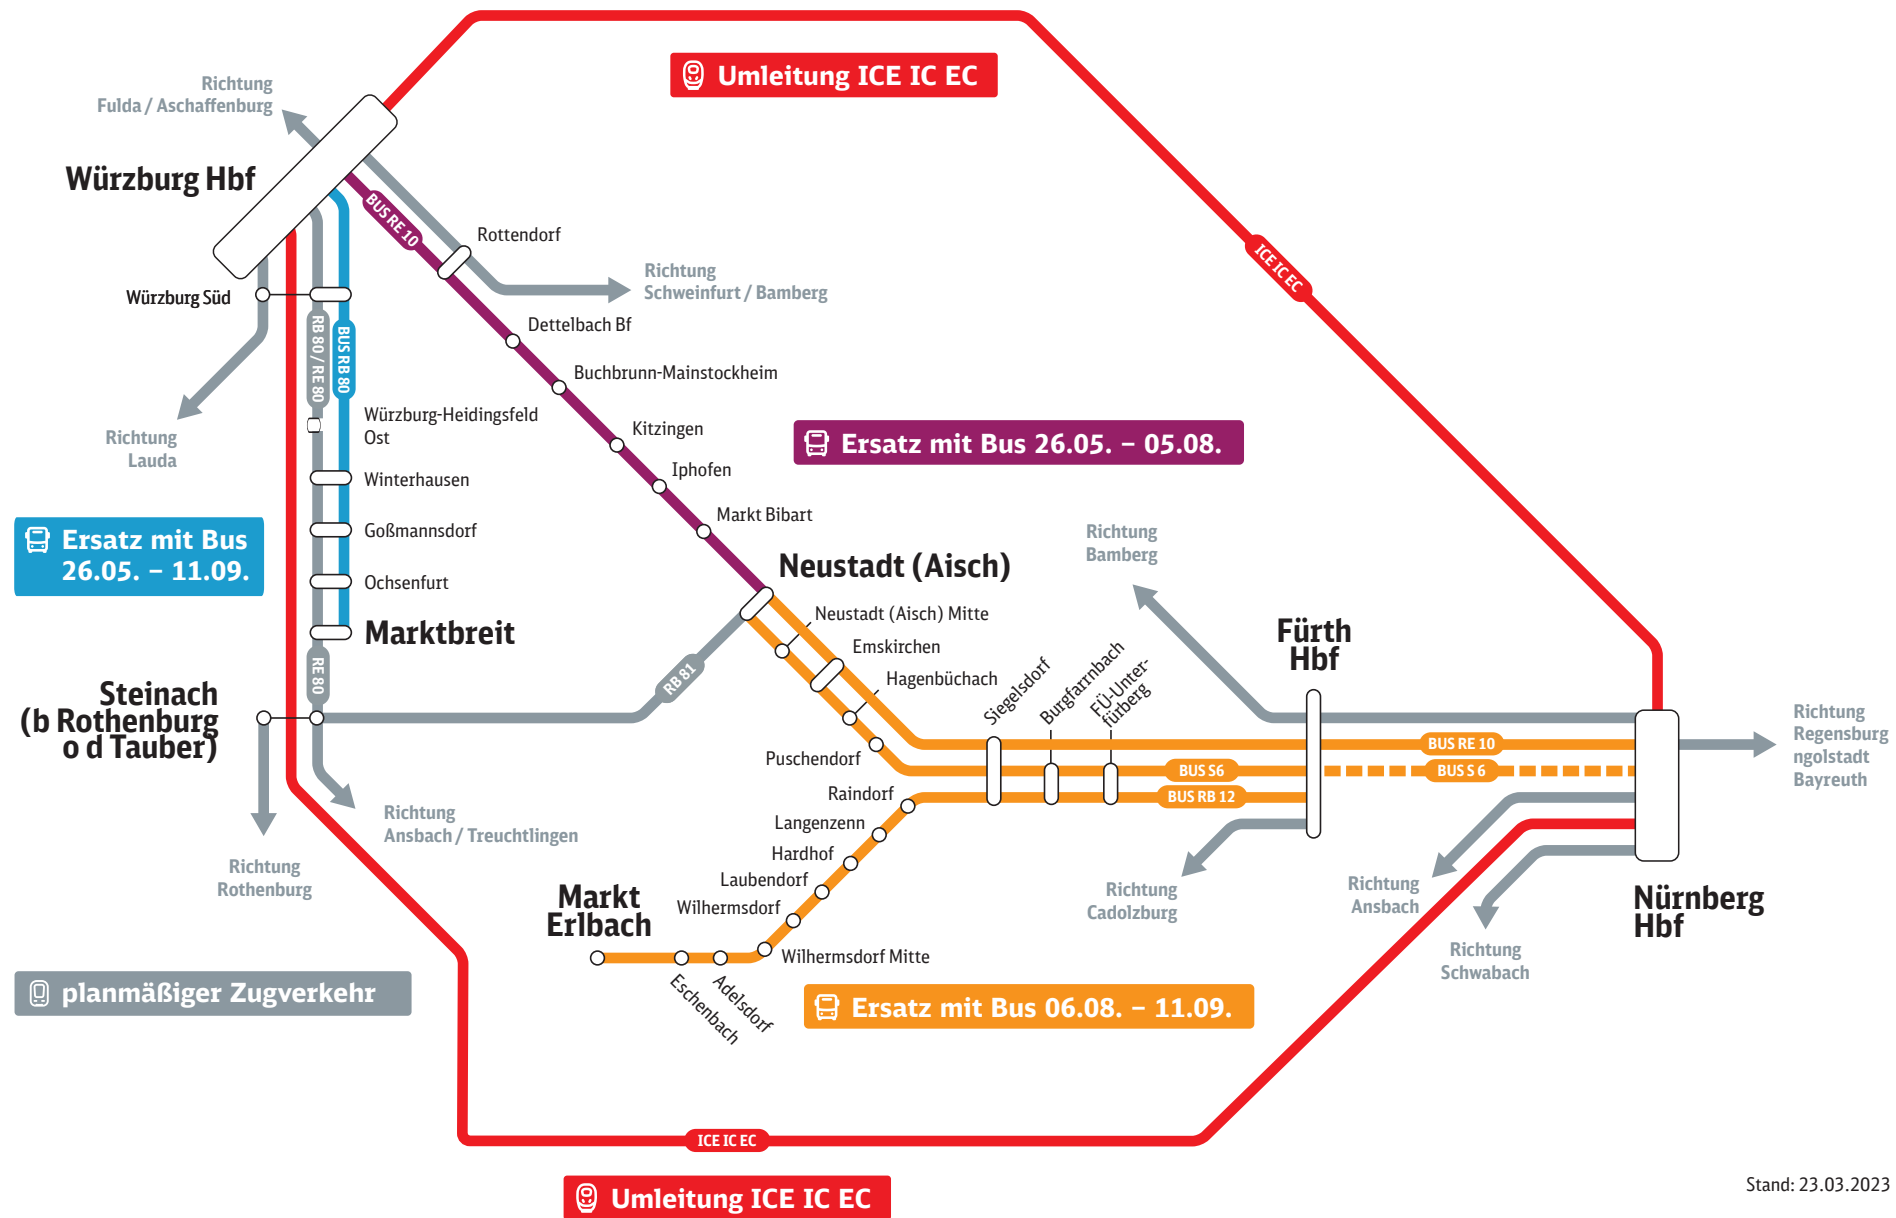 Umleitung ICE IC EC
Richtung
Fulda / Aschaffenburg
Würzburg Hbf
BUS RE 10
Rottendorf
Richtung
Schweinfurt / Bamberg
ICE IC EC
Würzburg Süd
RB 80 / RE 80
BUS RB 80
Dettelbach Bf
Buchbrunn-Mainstockheim
Richtung
Lauda
Würzburg-Heidingsfeld
Ost
Kitzingen
Ersatz mit Bus 26.05. – 05.08.
Iphofen
Winterhausen
Markt Bibart
Goßmannsdorf
Ersatz mit Bus
26.05. – 11.09.
Ochsenfurt
Marktbreit
Neustadt (Aisch)
Richtung
Bamberg
Neustadt (Aisch) Mitte
Emskirchen
Hagenbüchach
Siegelsdorf
Burgfarrnbach
FÜ-Unter-
fürberg
Fürth
Hbf
RE 80
RB 81
Steinach
(b Rothenburg
o d Tauber)
Puschendorf
BUS RE 10
BUS S6
BUS S 6
BUS RB 12
Richtung
Regensburg
ngolstadt
Bayreuth
Raindorf
Langenzenn
Hardhof
Laubendorf
Wilhermsdorf
Wilhermsdorf Mitte
Richtung
Ansbach / Treuchtlingen
Richtung
Rothenburg
Markt
Erlbach
Eschenbach
Adelsdorf
Richtung
Cadolzburg
Richtung
Ansbach
Richtung
Schwabach
Nürnberg
Hbf
planmäßiger Zugverkehr
Ersatz mit Bus 06.08. – 11.09.
ICE IC EC
Umleitung ICE IC EC
Stand: 23.03.2023